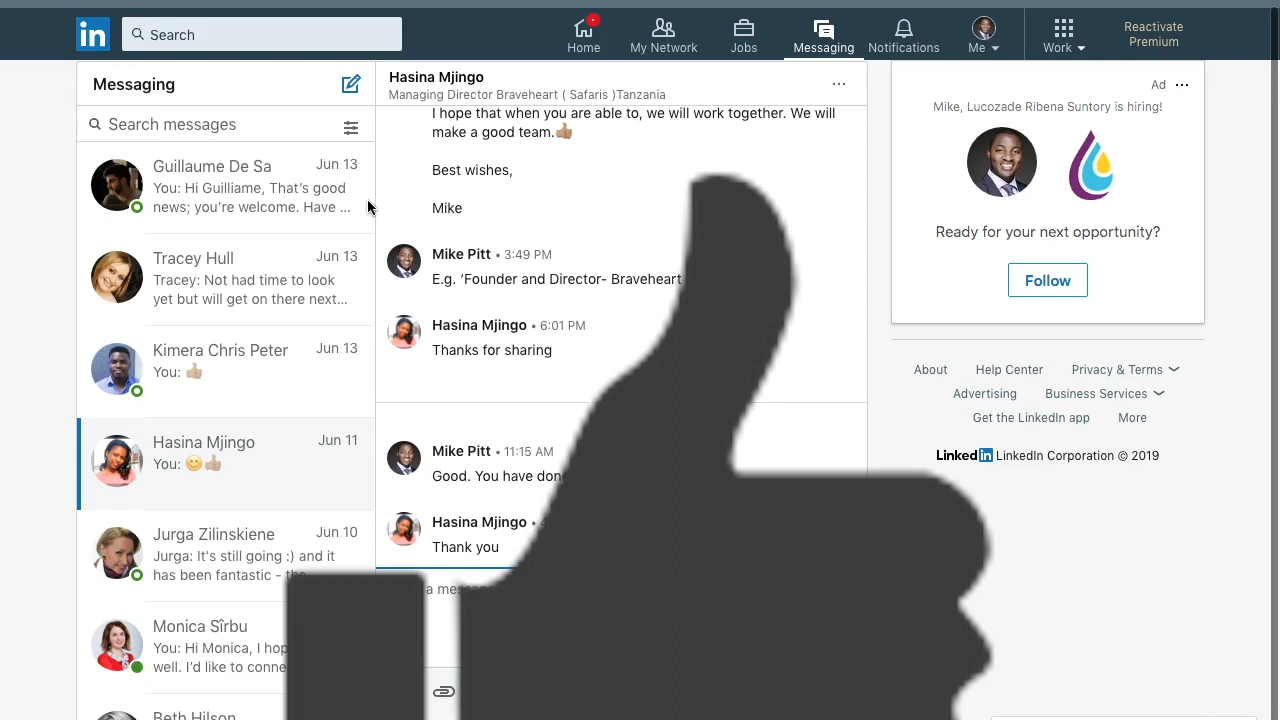 in
Search
Home
My Network
Jobs
Messaging
Notifications
Me
Work
Reactivate
Premium
Messaging
Search messages
Guillaume De Sa
Jun 13
You: Hi Guilliame, That's good
news; you're welcome. Have ...
Tracey Hull
Jun 13
Tracey: Not had time to look
yet but will get on there next...
Kimera Chris Peter
Jun 13
You: 👍🏽
Hasina Mjingo
Jun 11
You: 😊👍🏽
Jurga Zilinskiene
Jun 10
Jurga: It's still going :) and it
has been fantastic -
Monica Sîrbu
You: Hi Monica, I
well. I'd like to
Beth Hilson
Hasina Mjingo
Managing Director Braveheart ( Safaris )Tanzania
I hope that when you are able to, we will work together. We will
make a good team.👍🏽
Best wishes,
Mike
Mike Pitt • 3:49 PM
E.g. ‘Founder and Director- Braveheart
Hasina Mjingo • 6:01 PM
Thanks for sharing
Mike Pitt • 11:15 AM
Good. You have
Hasina Mjingo •
Thank you
a
Ad
Mike, Lucozade Ribena Suntory is hiring!
Ready for your next opportunity?
Follow
About
Help Center
Privacy & Terms
Advertising
Business Services
Get the LinkedIn app
More
Linkedin LinkedIn Corporation © 2019